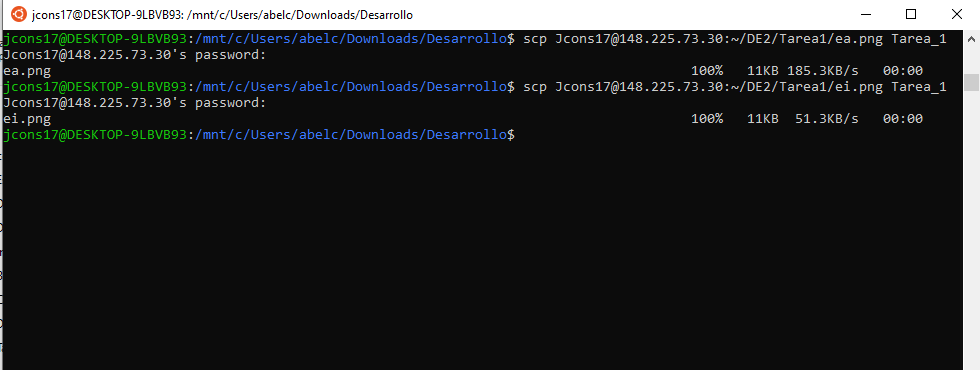 jcons17@DESKTOP-9LBVB93: /mnt/c/Users/abelc/Downloads/Desarrollo
jcons17@DESKTOP-9LBVB93:/mnt/c/Users/abelc/Downloads/Desarrollo$ scp Jcons17@148.225.73.30:~/DE2/Tarea1/ea.png Tarea_1
Jcons17@148.225.73.30's password:
ea.png 100% 11KB 185.3KB/s 00:00
jcons17@DESKTOP-9LBVB93:/mnt/c/Users/abelc/Downloads/Desarrollo$ scp Jcons17@148.225.73.30:~/DE2/Tarea1/ei.png Tarea_1
Jcons17@148.225.73.30's password:
ei.png 100% 11KB 51.3KB/s 00:00
jcons17@DESKTOP-9LBVB93:/mnt/c/Users/abelc/Downloads/Desarrollo$